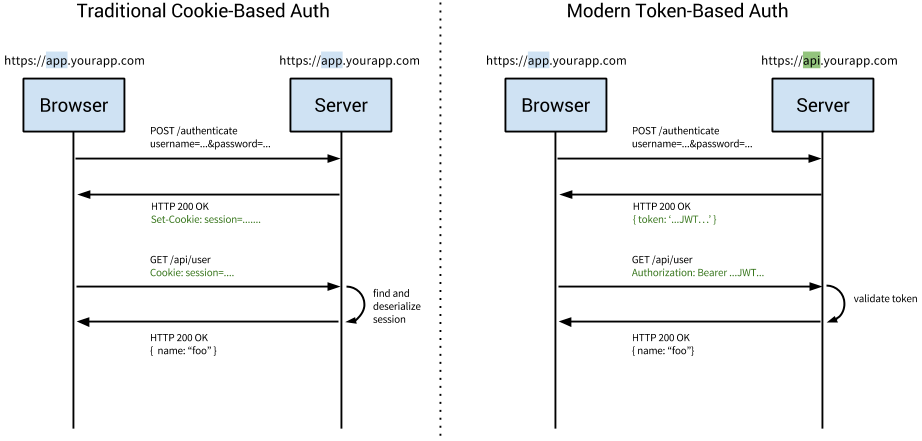 Traditional Cookie-Based Auth
https://app.yourapp.com
https://app.yourapp.com
Browser
Server
POST /authenticate
username=...&password=...
HTTP 200 OK
Set-Cookie: session=.......
GET /api/user
Cookie: session=....
find and
deserialize
session
HTTP 200 OK
{  name: “foo” }
Modern Token-Based Auth
https://app.yourapp.com
https://api.yourapp.com
Browser
Server
POST /authenticate
username=...&password=...
HTTP 200 OK
{ token: ‘...JWT…’ }
GET /api/user
Authorization: Bearer ...JWT...
validate token
HTTP 200 OK
{ name: “foo”}